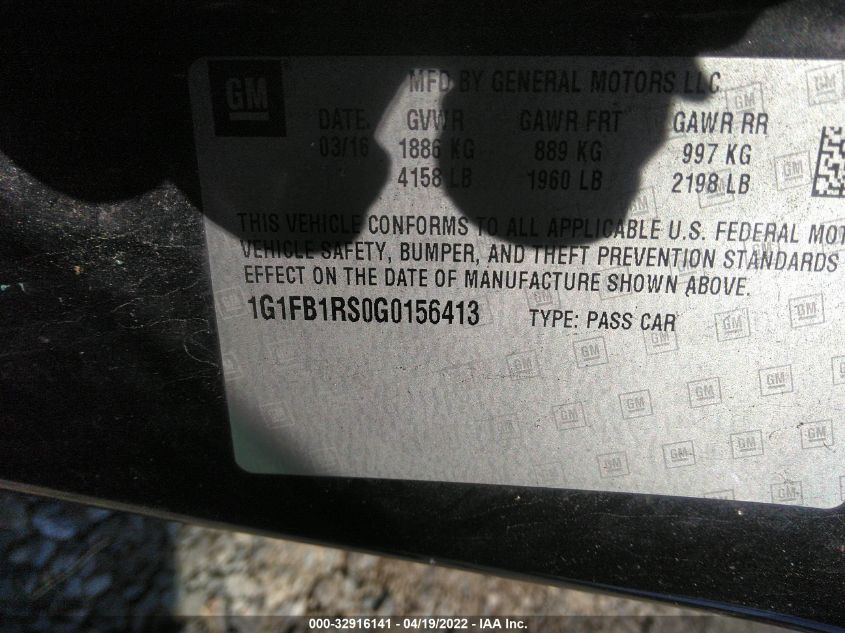 GM
MFD BY GENERAL MOTORS LLC
DATE GVWR GAWR FRT GAWR RR
03/16 1886 KG 889 KG 997 KG
4158 LB 1960 LB 2198 LB
THIS VEHICLE CONFORMS TO ALL APPLICABLE U.S. FEDERAL MOT
VEHICLE SAFETY, BUMPER, AND THEFT PREVENTION STANDARDS
EFFECT ON THE DATE OF MANUFACTURE SHOWN ABOVE.
1G1FB1RS0G0156413 TYPE: PASS CAR
000-32916141 - 04/19/2022 - IAA Inc.